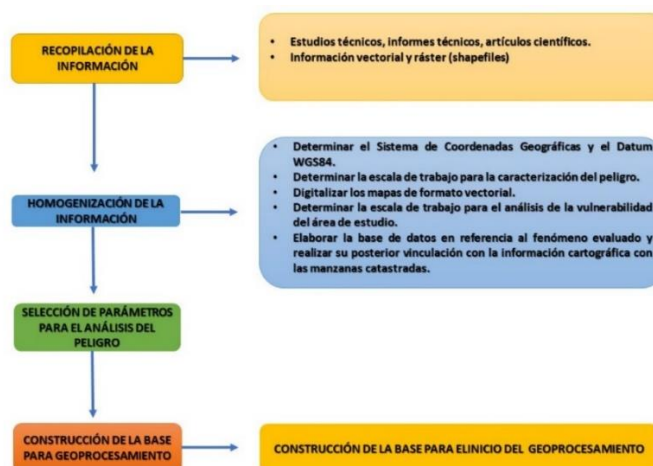 RECOPILACIÓN DE LA
INFORMACIÓN
• Estudios técnicos, informes técnicos, artículos científicos.
• Información vectorial y ráster (shapefiles)
HOMOGENIZACIÓN DE LA
INFORMACIÓN
• Determinar el Sistema de Coordenadas Geográficas y el Datum
WGS84.
• Determinar la escala de trabajo para la caracterización del peligro.
• Digitalizar los mapas de formato vectorial.
• Determinar la escala de trabajo para el análisis de la vulnerabilidad
del área de estudio.
• Elaborar la base de datos en referencia al fenómeno evaluado y
realizar su posterior vinculación con la información cartográfica con
las manzanas catastradas.
SELECCIÓN DE PARÁMETROS
PARA EL ANÁLISIS DEL
PELIGRO
CONSTRUCCIÓN DE LA BASE
PARA GEOPROCESAMIENTO
CONSTRUCCIÓN DE LA BASE PARA ELINICIO DEL GEOPROCESAMIENTO